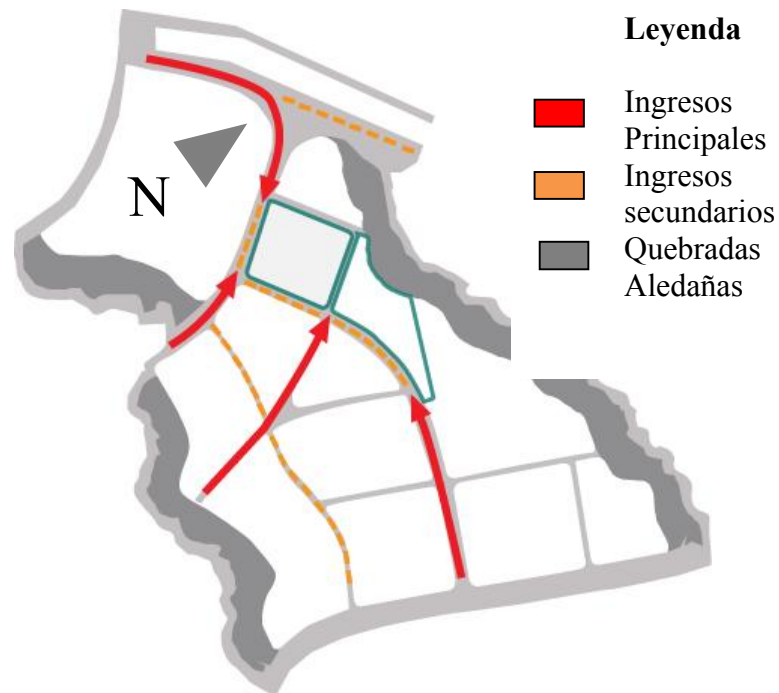 Leyenda
Ingresos
Principales
Ingresos
secundarios
Quebradas
Aledañas
N